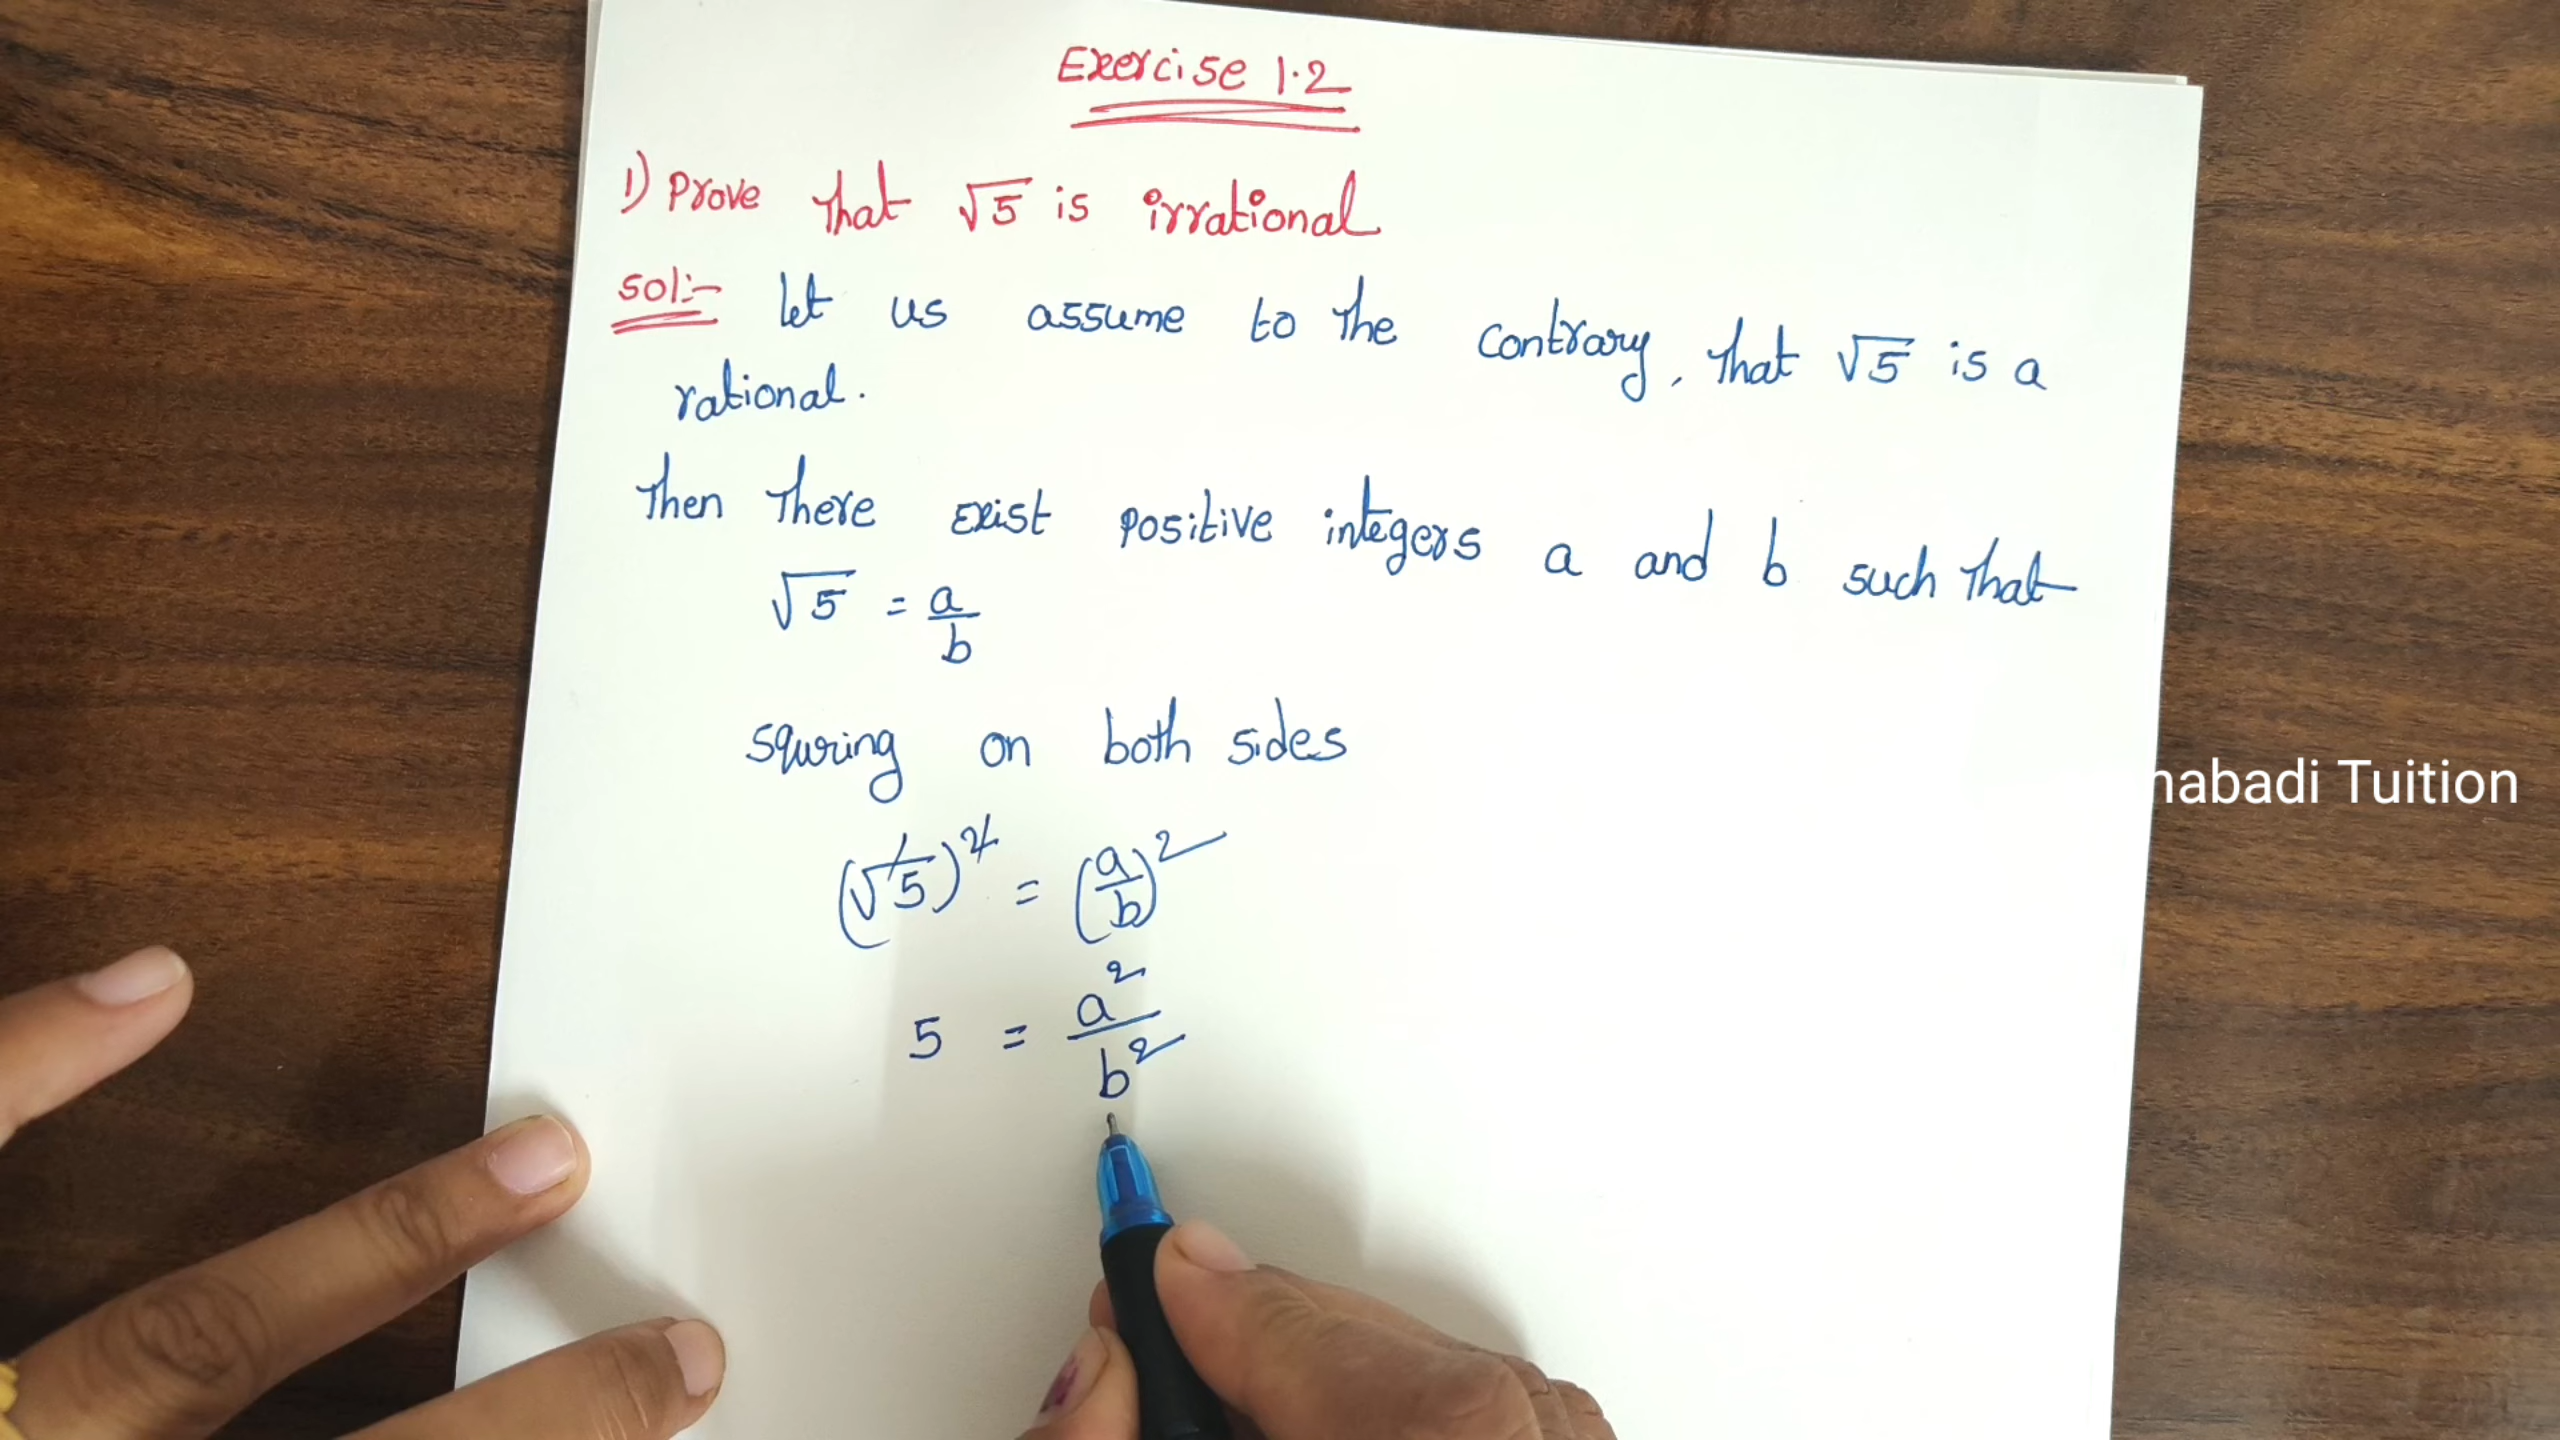 Exercise 1.2
1) Prove that √5 is irrational
Sol:- let us assume to the contrary, that √5 is a
rational.
Then there exist positive integers a and b such that
√5 = a/b
squring on both sides
(√5)² = (a/b)²
5 = a²/b²
habadi Tuition